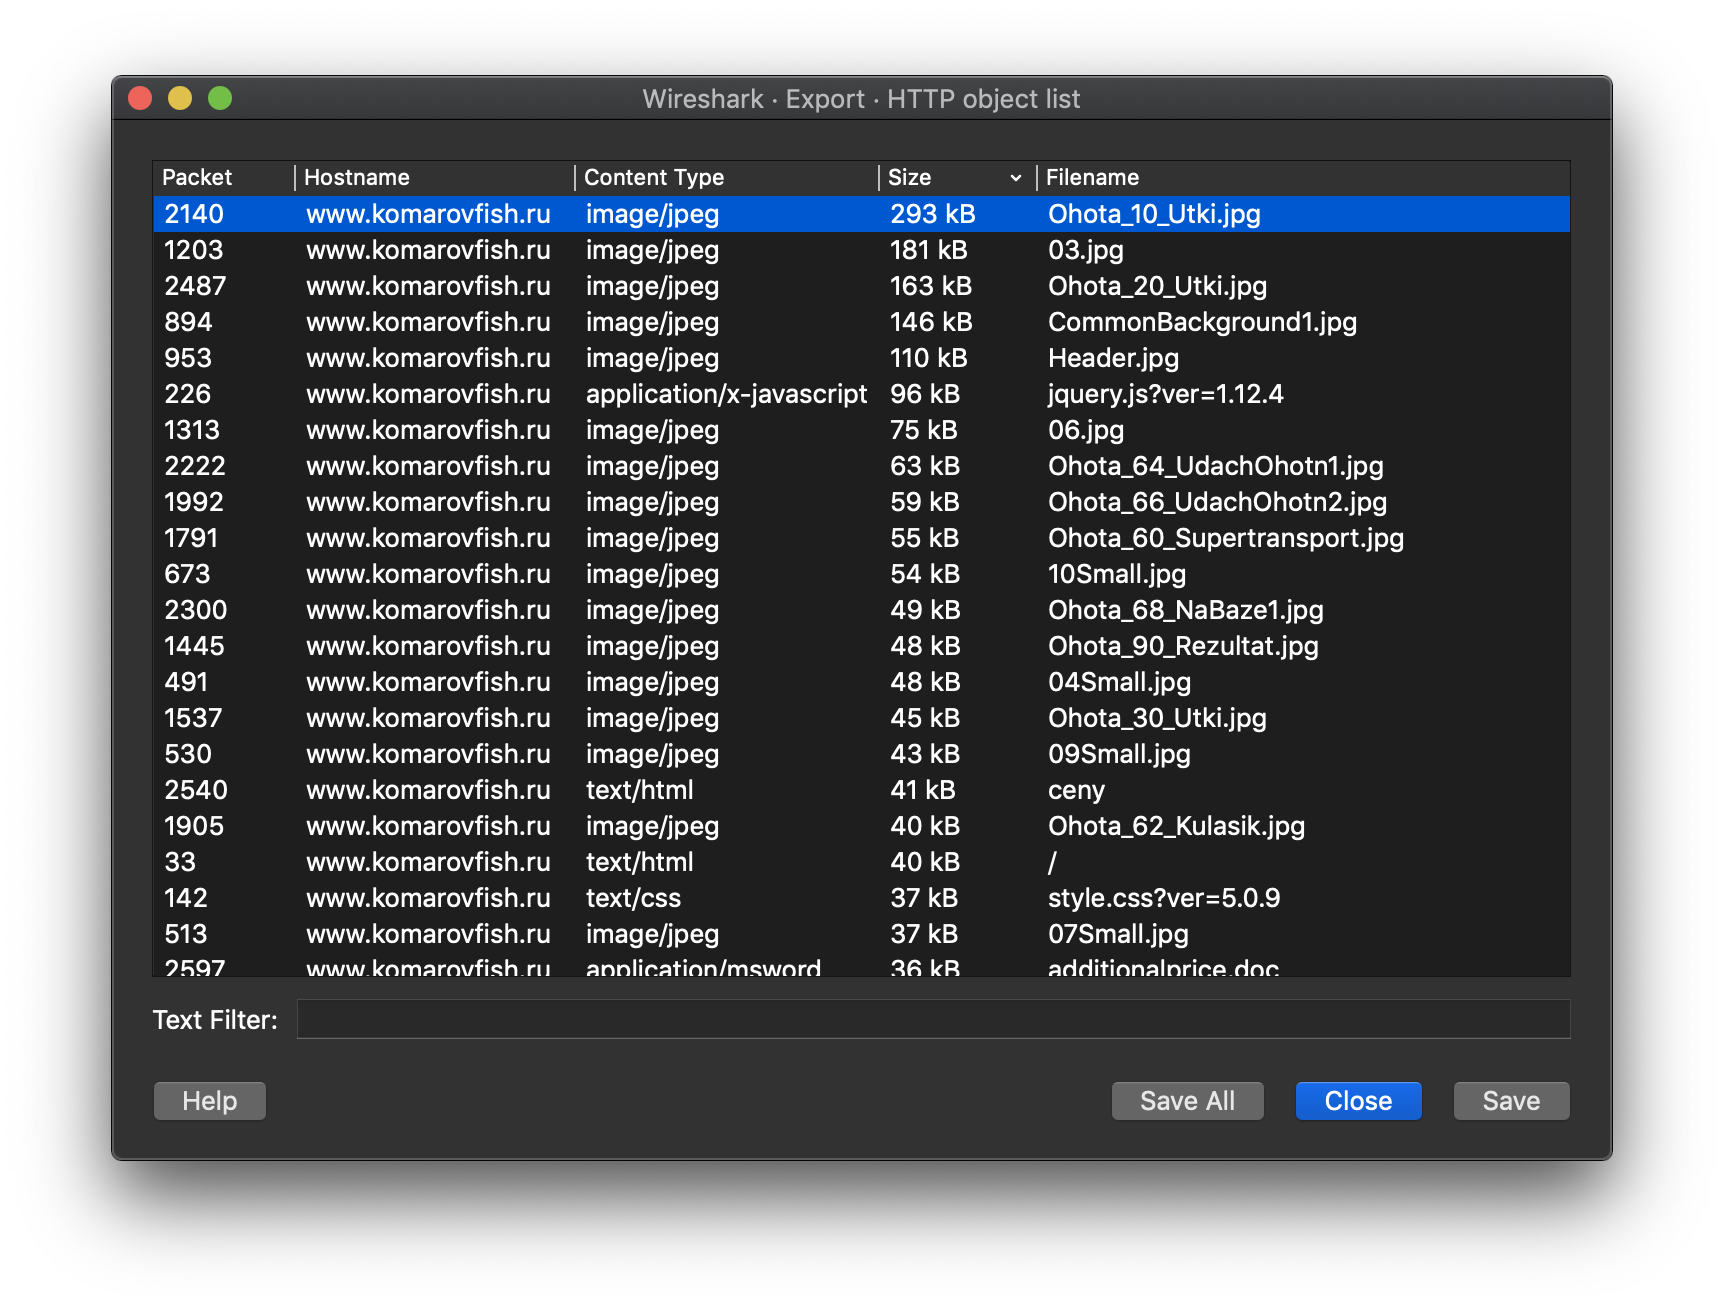 Wireshark · Export · HTTP object list
Packet Hostname Content Type Size Filename
2140 www.komarovfish.ru image/jpeg 293 kB Ohota_10_Utki.jpg
1203 www.komarovfish.ru image/jpeg 181 kB 03.jpg
2487 www.komarovfish.ru image/jpeg 163 kB Ohota_20_Utki.jpg
894 www.komarovfish.ru image/jpeg 146 kB CommonBackground1.jpg
953 www.komarovfish.ru image/jpeg 110 kB Header.jpg
226 www.komarovfish.ru application/x-javascript 96 kB jquery.js?ver=1.12.4
1313 www.komarovfish.ru image/jpeg 75 kB 06.jpg
2222 www.komarovfish.ru image/jpeg 63 kB Ohota_64_UdachOhotn1.jpg
1992 www.komarovfish.ru image/jpeg 59 kB Ohota_66_UdachOhotn2.jpg
1791 www.komarovfish.ru image/jpeg 55 kB Ohota_60_Supertransport.jpg
673 www.komarovfish.ru image/jpeg 54 kB 10Small.jpg
2300 www.komarovfish.ru image/jpeg 49 kB Ohota_68_NaBaze1.jpg
1445 www.komarovfish.ru image/jpeg 48 kB Ohota_90_Rezultat.jpg
491 www.komarovfish.ru image/jpeg 48 kB 04Small.jpg
1537 www.komarovfish.ru image/jpeg 45 kB Ohota_30_Utki.jpg
530 www.komarovfish.ru image/jpeg 43 kB 09Small.jpg
2540 www.komarovfish.ru text/html 41 kB ceny
1905 www.komarovfish.ru image/jpeg 40 kB Ohota_62_Kulasik.jpg
33 www.komarovfish.ru text/html 40 kB /
142 www.komarovfish.ru text/css 37 kB style.css?ver=5.0.9
513 www.komarovfish.ru image/jpeg 37 kB 07Small.jpg
2597 www.komarovfish.ru application/msword 36 kB additionalprice.doc
Text Filter:
Help Save All Close Save